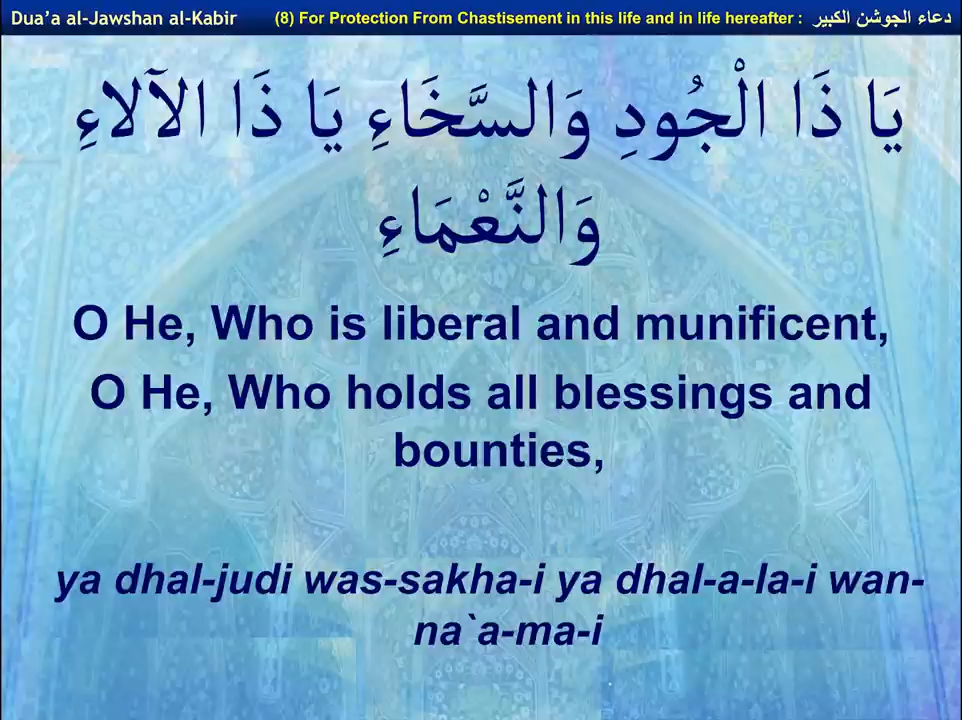 Dua’a al-Jawshan al-Kabir (8) For Protection From Chastisement in this life and in life hereafter : دعاء الجوشن الكبير
يَا ذَا الْجُودِ وَالسَّخَاءِ يَا ذَا الآلاءِ
وَالنَّعْمَاءِ
O He, Who is liberal and munificent,
O He, Who holds all blessings and
bounties,
ya dhal-judi was-sakha-i ya dhal-a-la-i wan-
na`a-ma-i